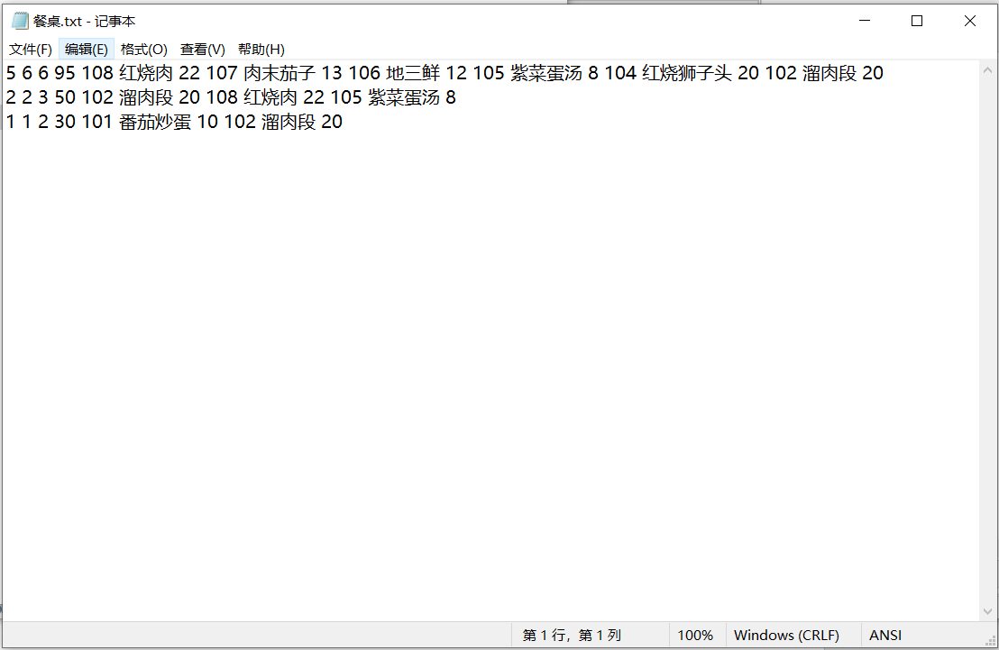 餐桌.txt - 记事本
文件(F) 编辑(E) 格式(O) 查看(V) 帮助(H)
5 6 6 95 108 红烧肉 22 107 肉末茄子 13 106 地三鲜 12 105 紫菜蛋汤 8 104 红烧狮子头 20 102 溜肉段 20
2 2 3 50 102 溜肉段 20 108 红烧肉 22 105 紫菜蛋汤 8
1 1 2 30 101 番茄炒蛋 10 102 溜肉段 20
第 1 行，第 1 列 100% Windows (CRLF) ANSI